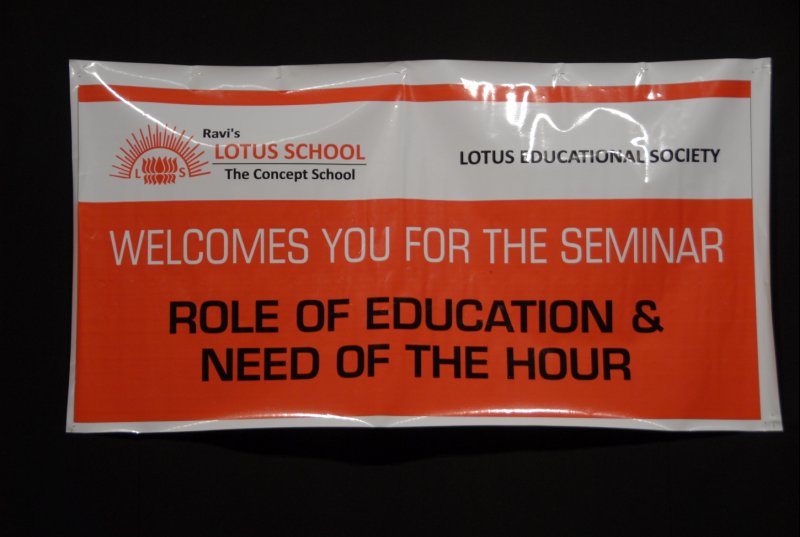 Ravi's
LOTUS SCHOOL
The Concept School
L S
LOTUS EDUCATIONAL SOCIETY
WELCOMES YOU FOR THE SEMINAR
ROLE OF EDUCATION &
NEED OF THE HOUR